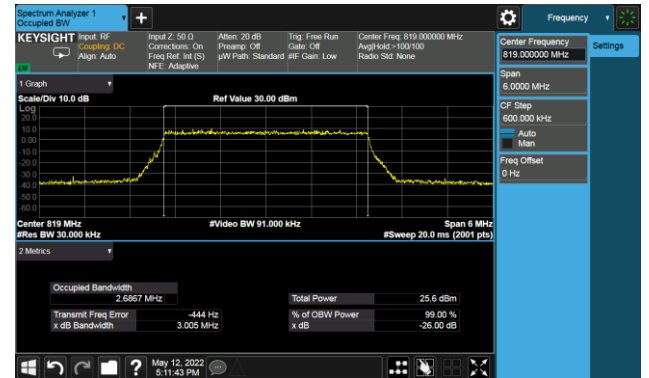 Spectrum Analyzer 1
Occupied BW
Frequency
KEYSIGHT Input: RF
Coupling: DC
Align: Auto
Input Z: 50 Ω
Corrections: On
Freq Ref: Int (S)
NFE: Adaptive
Atten: 20 dB
Preamp: Off
µW Path: Standard
Trig: Free Run
Gate: Off
#IF Gain: Low
Center Freq: 819.000000 MHz
Avg|Hold:>100/100
Radio Std: None
Center Frequency
819.000000 MHz
Settings
Span
6.0000 MHz
CF Step
600.000 kHz
Auto
Man
Freq Offset
0 Hz
1 Graph
Scale/Div 10.0 dB
Ref Value 30.00 dBm
Log
20.0
10.0
0.00
-10.0
-20.0
-30.0
-40.0
-50.0
-60.0
Center 819 MHz
#Video BW 91.000 kHz
Span 6 MHz
#Res BW 30.000 kHz
#Sweep 20.0 ms (2001 pts)
2 Metrics
Occupied Bandwidth
2.6867 MHz
Total Power 25.6 dBm
Transmit Freq Error -444 Hz
% of OBW Power 99.00 %
x dB Bandwidth 3.005 MHz
x dB -26.00 dB
May 12, 2022
5:11:43 PM